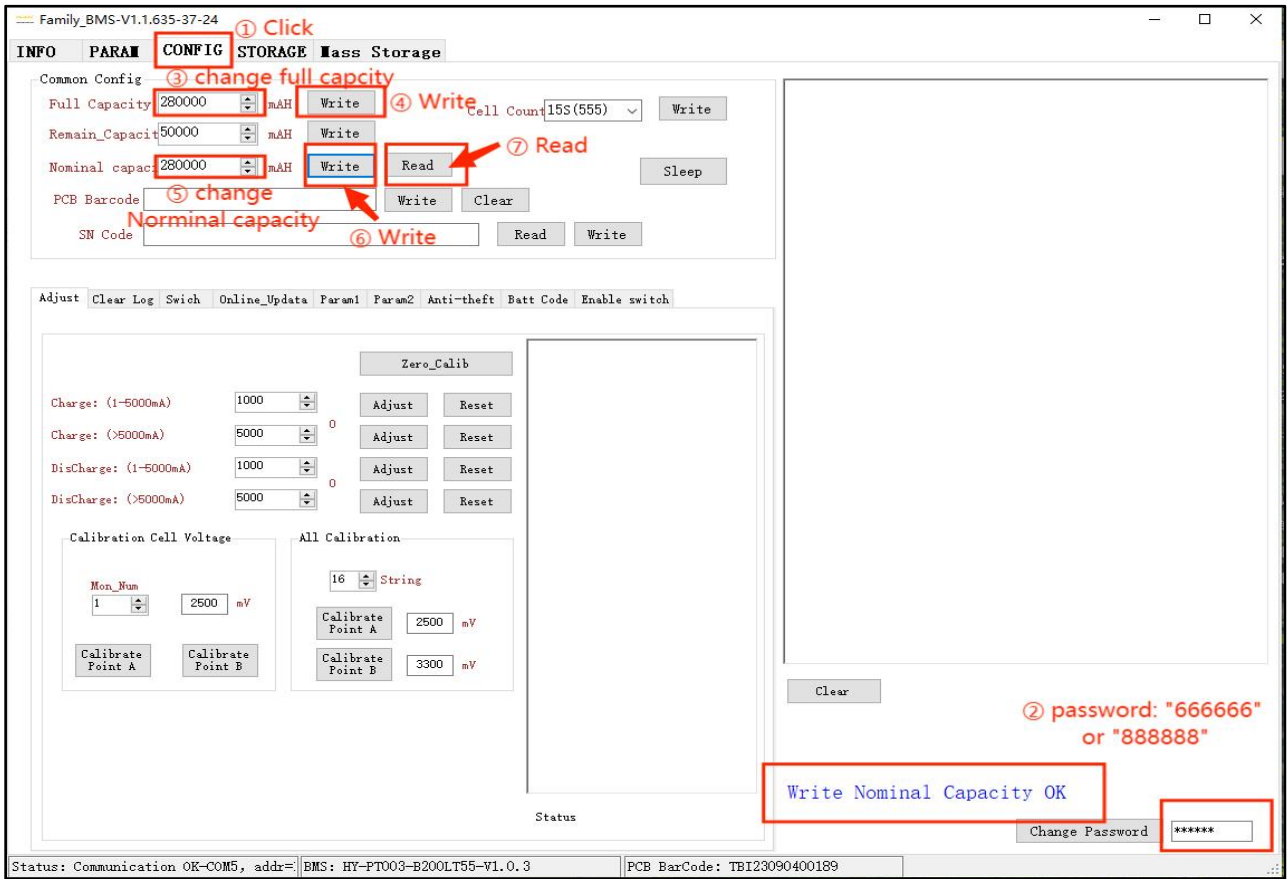 Family_BMS-V1.1.635-37-24
① Click
INFO PARAM CONFIG STORAGE Mass Storage
Common Config
③ change full capcity
Full Capacity 280000 mAH Write
④ Write
Cell Count 15S(555) Write
Remain_Capacit 50000 mAH Write
⑦ Read
Nominal capac: 280000 mAH Write Read
Sleep
⑤ change
Norminal capacity
PCB Barcode Write Clear
⑥ Write
SN Code Read Write
Adjust Clear Log Swich Online_Updata Param1 Param2 Anti-theft Batt Code Enable switch
Zero_Calib
Charge: (1-5000mA) 1000 Adjust Reset
0
Charge: (>5000mA) 5000 Adjust Reset
DisCharge: (1-5000mA) 1000 Adjust Reset
0
DisCharge: (>5000mA) 5000 Adjust Reset
Calibration Cell Voltage
Mon_Num
1 2500 mV
Calibrate Point A
Calibrate Point B
All Calibration
16 String
Calibrate Point A 2500 mV
Calibrate Point B 3300 mV
Status
Clear
② password: "666666"
or "888888"
Write Nominal Capacity OK
Change Password ******
Status: Communication OK-COM5, addr= BMS: HY-PT003-B200LT55-V1.0.3 PCB BarCode: TBI23090400189